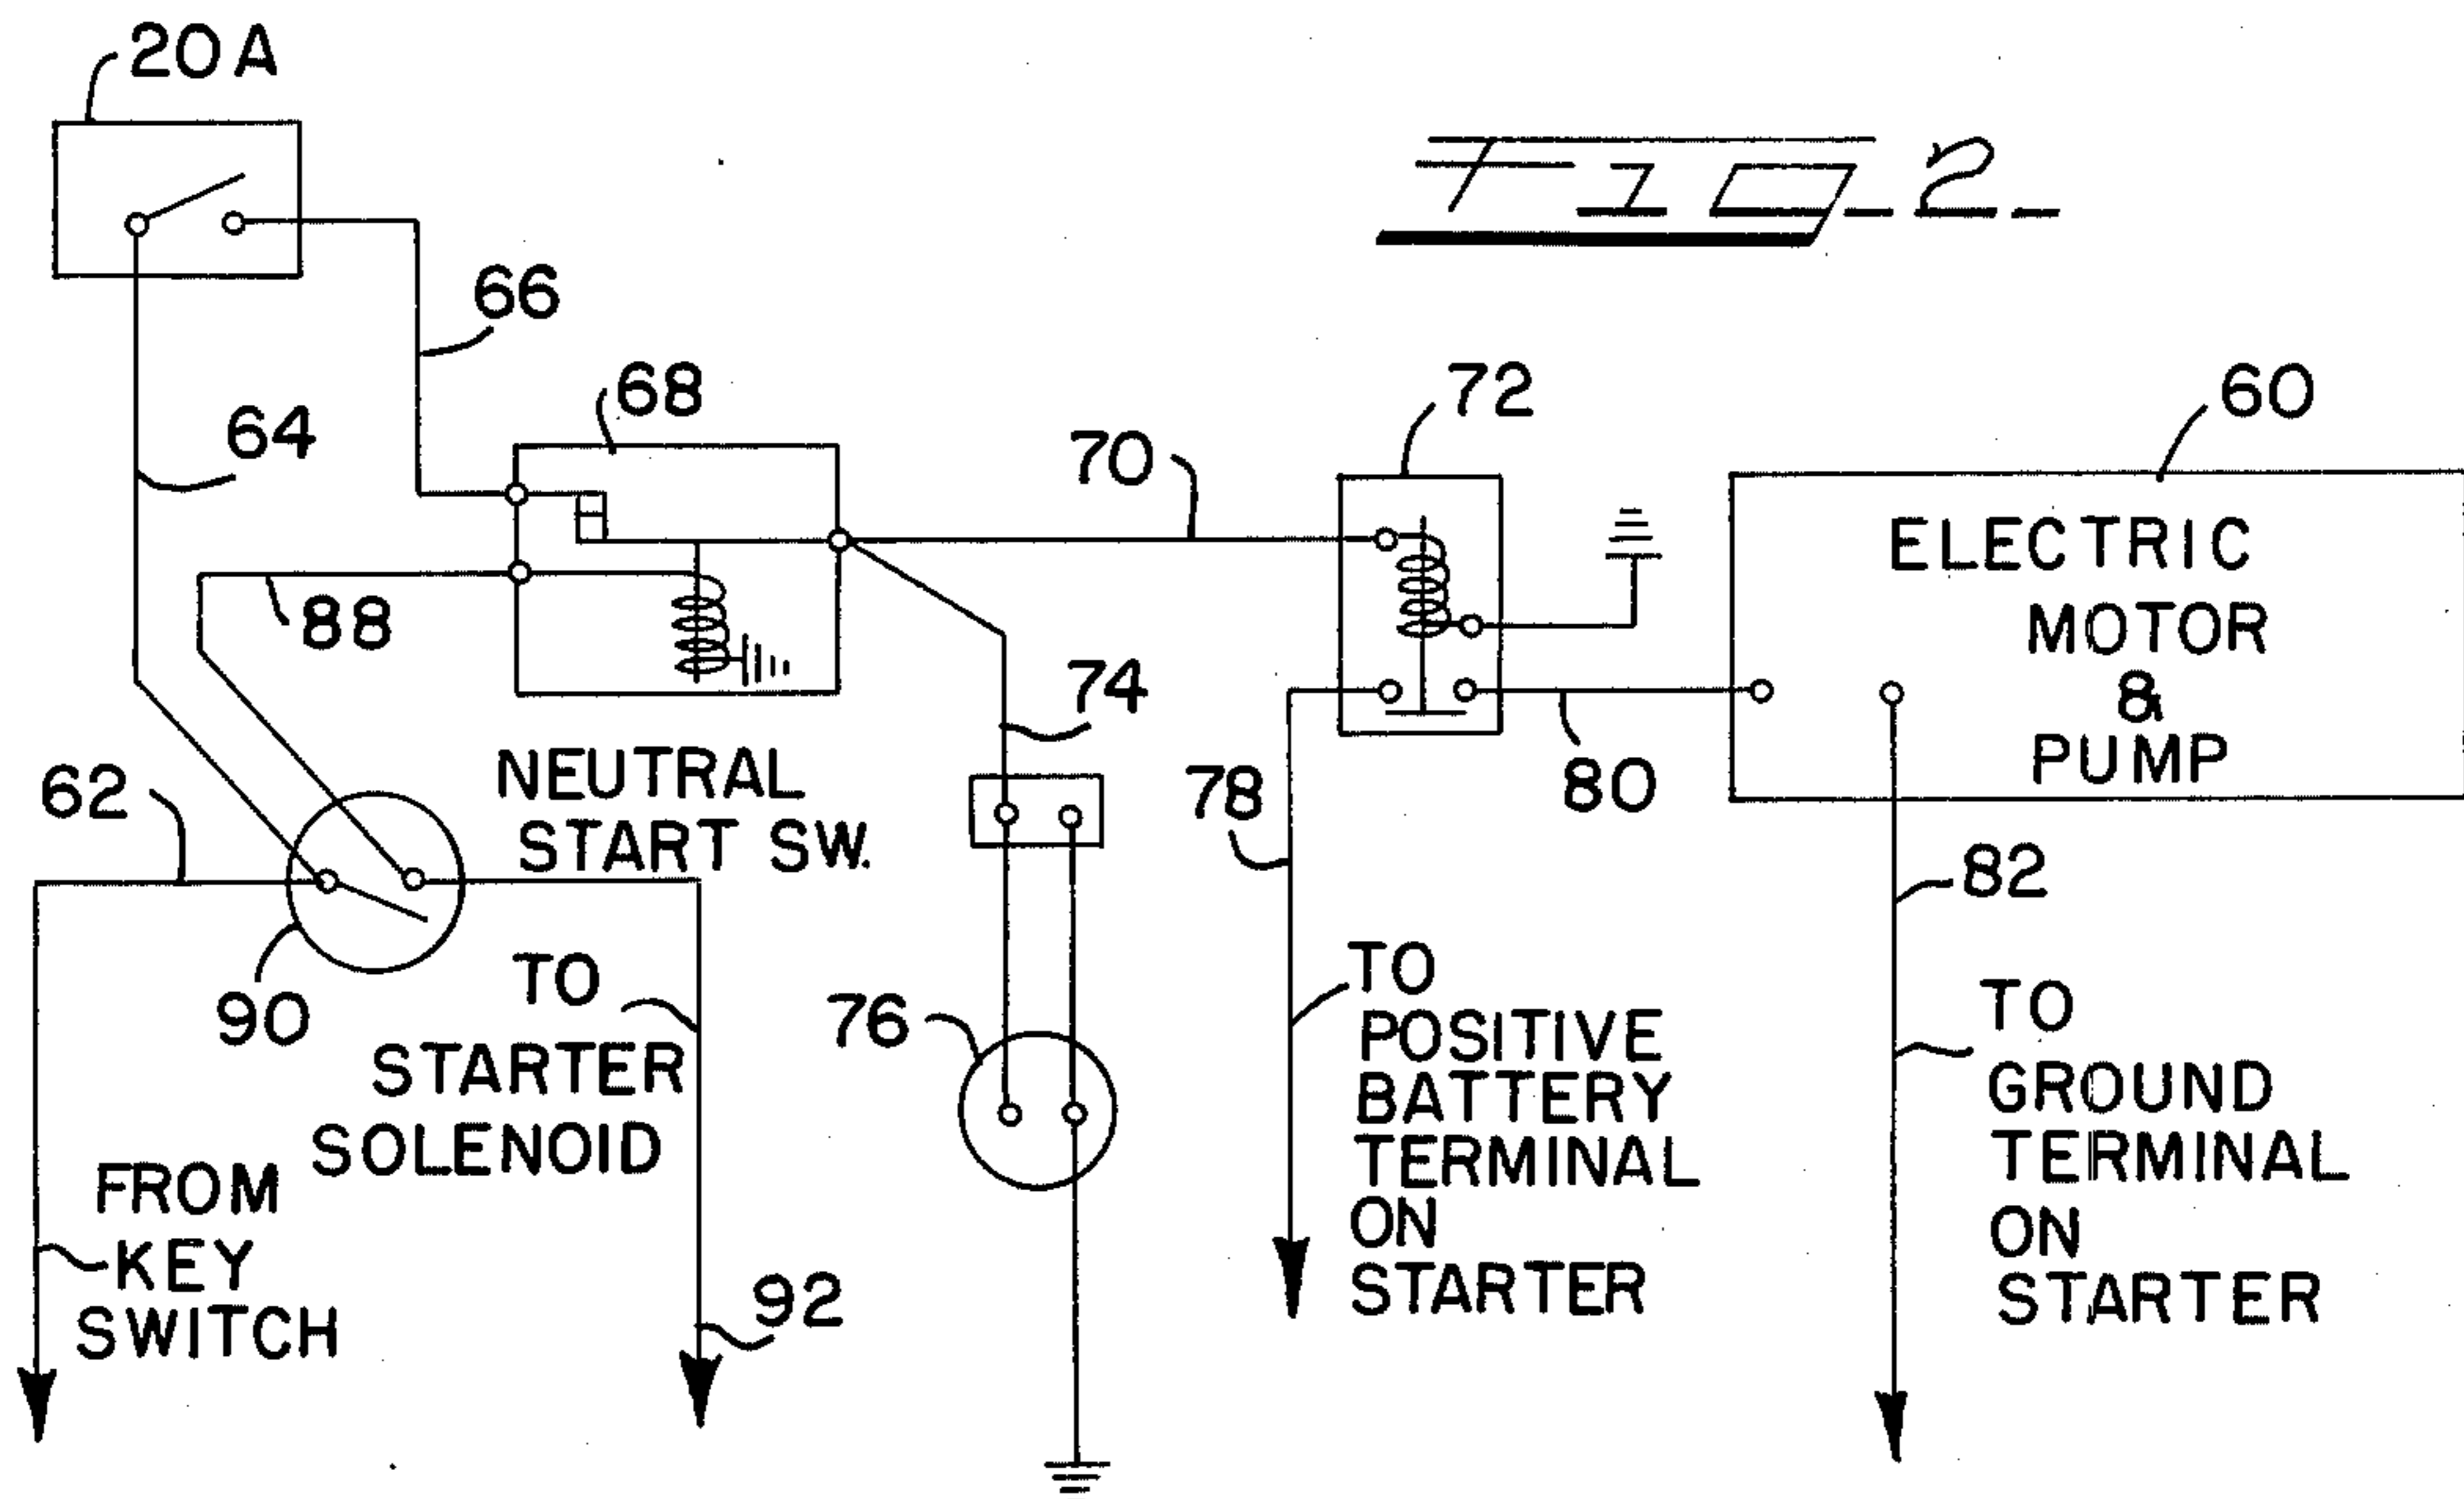 20A
FIG_2_
66
68
72
60
64
70
ELECTRIC
MOTOR
&
PUMP
88
74
NEUTRAL
START SW.
62
78
80
82
90
TO
STARTER
SOLENOID
76
TO
POSITIVE
BATTERY
TERMINAL
ON
STARTER
TO
GROUND
TERMINAL
ON
STARTER
FROM
KEY
SWITCH
92